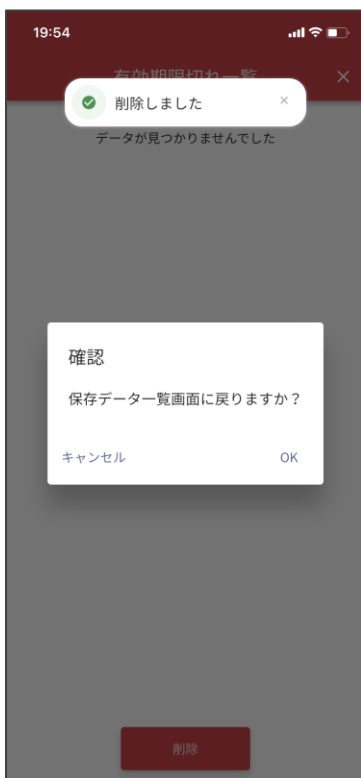 19:54
有効期限切れ一覧
×
削除しました
×
データが見つかりませんでした
確認
保存データ一覧画面に戻りますか？
キャンセル
OK
削除